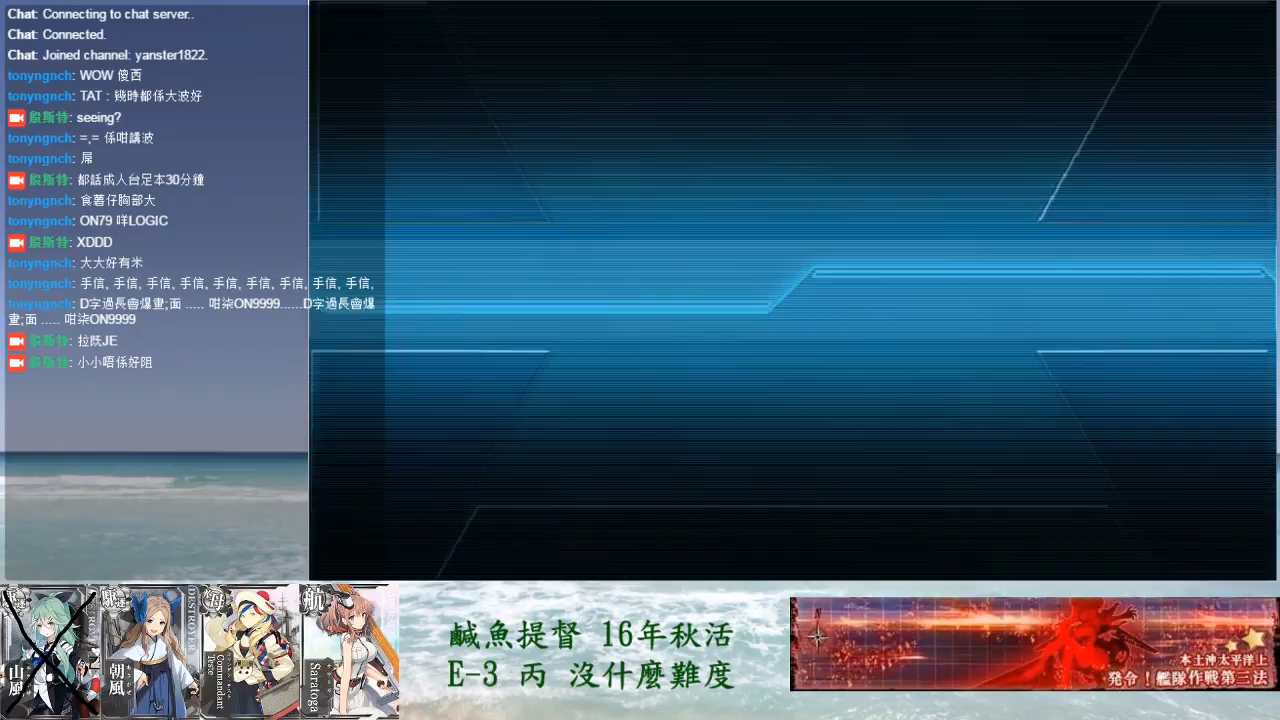 Chat: Connecting to chat server..
Chat: Connected.
Chat: Joined channel: yanster1822.
tonyngnch: WOW 傻西
tonyngnch: TAT : 幾時都係大波好
殷斯特: seeing?
tonyngnch: =,= 係咁講波
tonyngnch: 屌
殷斯特: 都話成人台足本30分鐘
tonyngnch: 食薯仔胸部大
tonyngnch: ON79 咩LOGIC
殷斯特: XDDD
tonyngnch: 大大好有米
tonyngnch: 手信, 手信, 手信, 手信, 手信, 手信, 手信, 手信, 手信,
tonyngnch: D字過長會爆畫;面 ..... 咁柒ON9999......D字過長會爆
畫;面 ..... 咁柒ON9999
殷斯特: 拉既JE
殷斯特: 小小唔係好阻
山風
駆逐
朝風
DESTROYER
母
Commandant Teste
航
Saratoga
鹹魚提督 16年秋活
E-3 丙 沒什麼難度
N
本土沖太平洋上
発令！艦隊作戦第三法